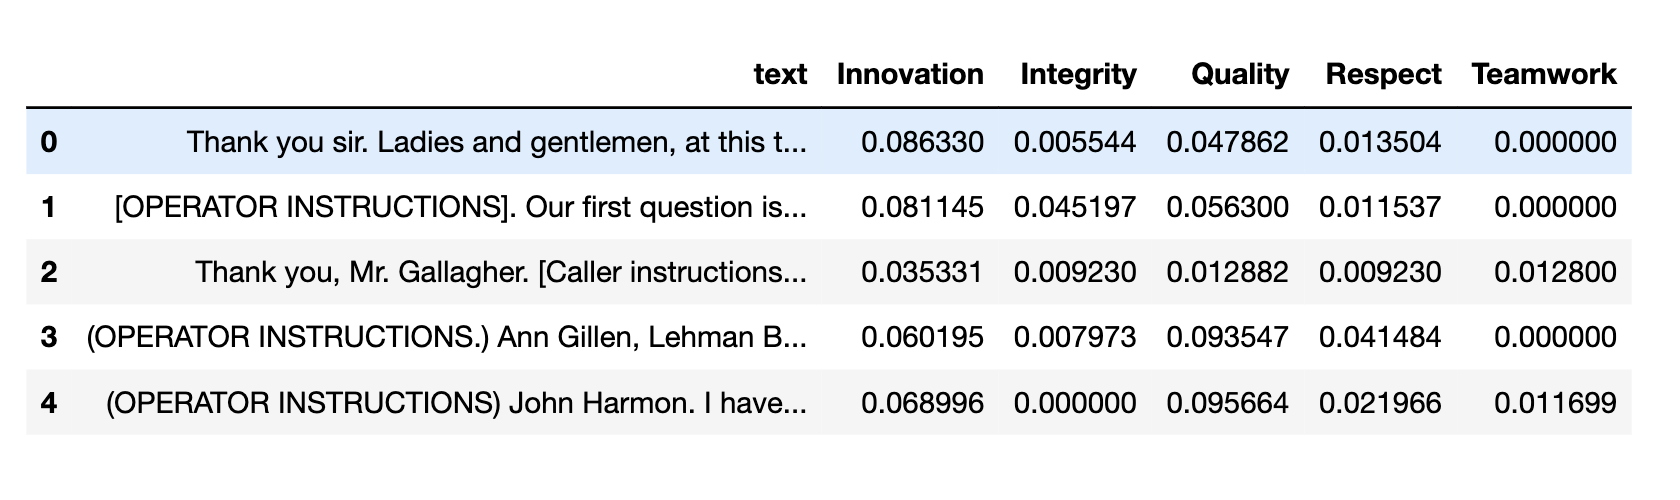 text Innovation Integrity Quality Respect Teamwork
0 Thank you sir. Ladies and gentlemen, at this t... 0.086330 0.005544 0.047862 0.013504 0.000000
1 [OPERATOR INSTRUCTIONS]. Our first question is... 0.081145 0.045197 0.056300 0.011537 0.000000
2 Thank you, Mr. Gallagher. [Caller instructions... 0.035331 0.009230 0.012882 0.009230 0.012800
3 (OPERATOR INSTRUCTIONS.) Ann Gillen, Lehman B... 0.060195 0.007973 0.093547 0.041484 0.000000
4 (OPERATOR INSTRUCTIONS) John Harmon. I have... 0.068996 0.000000 0.095664 0.021966 0.011699